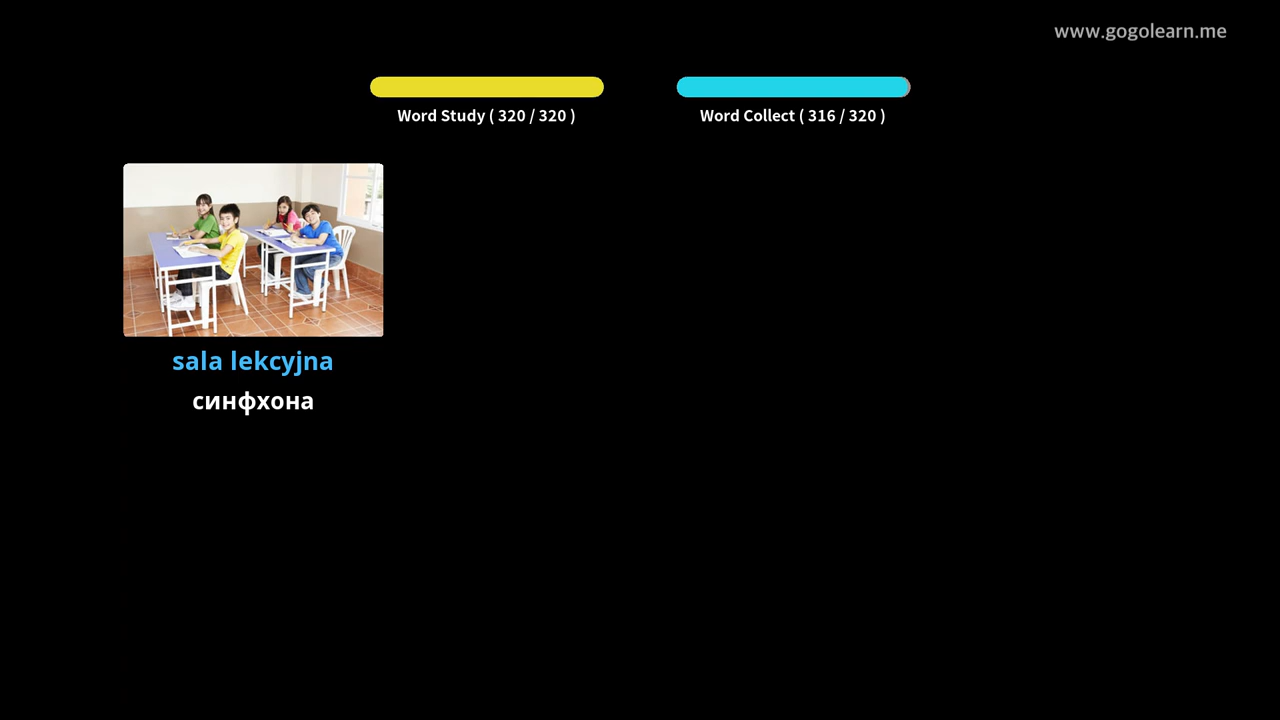 www.gogolearn.me
Word Study ( 320 / 320 )
Word Collect ( 316 / 320 )
sala lekcyjna
синфхона